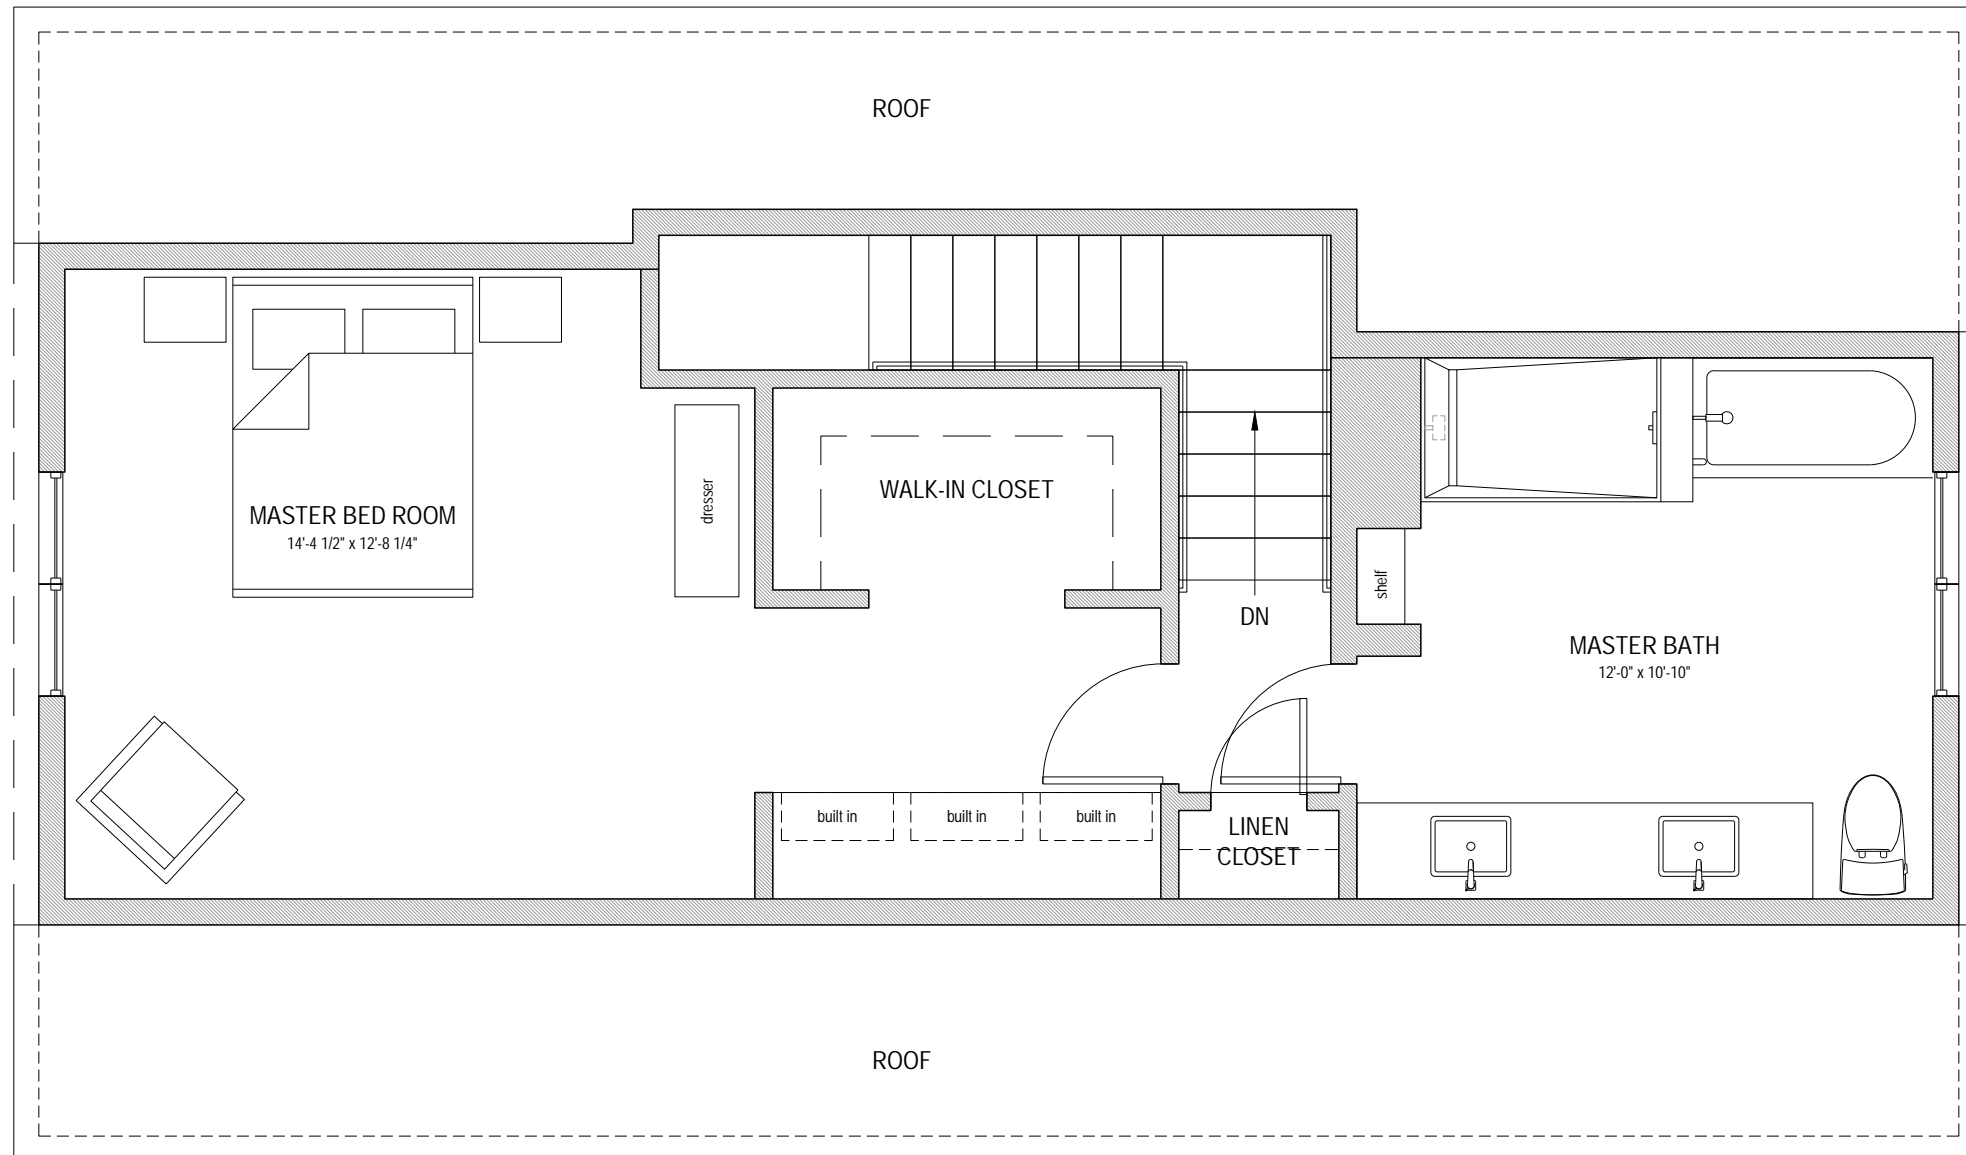 ROOF
MASTER BED ROOM
14'-4 1/2" x 12'-8 1/4"
dresser
WALK-IN CLOSET
DN
shelf
MASTER BATH
12'-0" x 10'-10"
built in
built in
built in
LINEN
CLOSET
ROOF